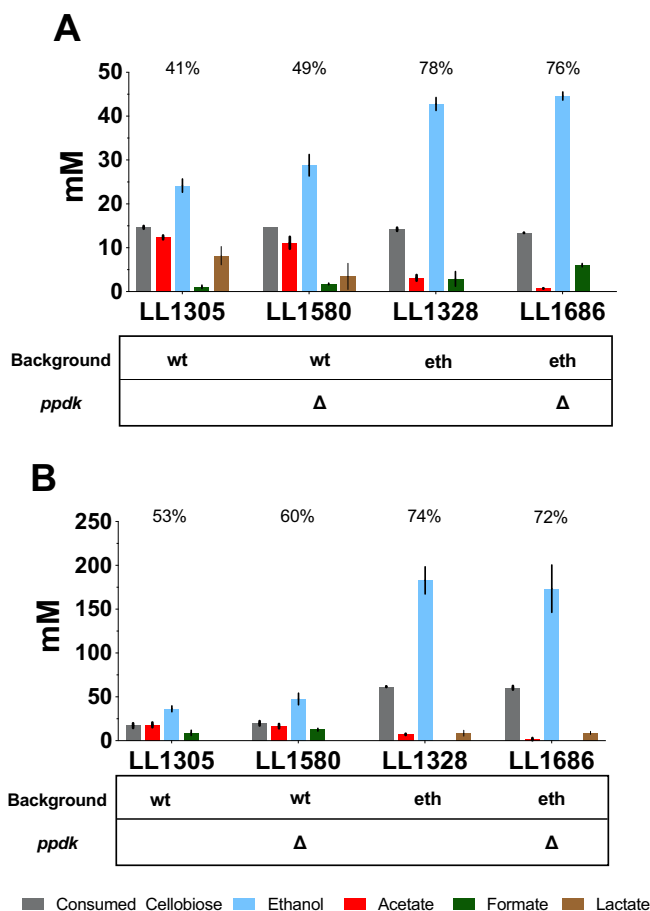 A
41% 49% 78% 76%
50
40
30
20
10
0
mM
LL1305 LL1580 LL1328 LL1686
Background wt wt eth eth
ppdk Δ Δ
B
53% 60% 74% 72%
250
200
150
100
50
0
mM
LL1305 LL1580 LL1328 LL1686
Background wt wt eth eth
ppdk Δ Δ
Consumed Cellobiose Ethanol Acetate Formate Lactate